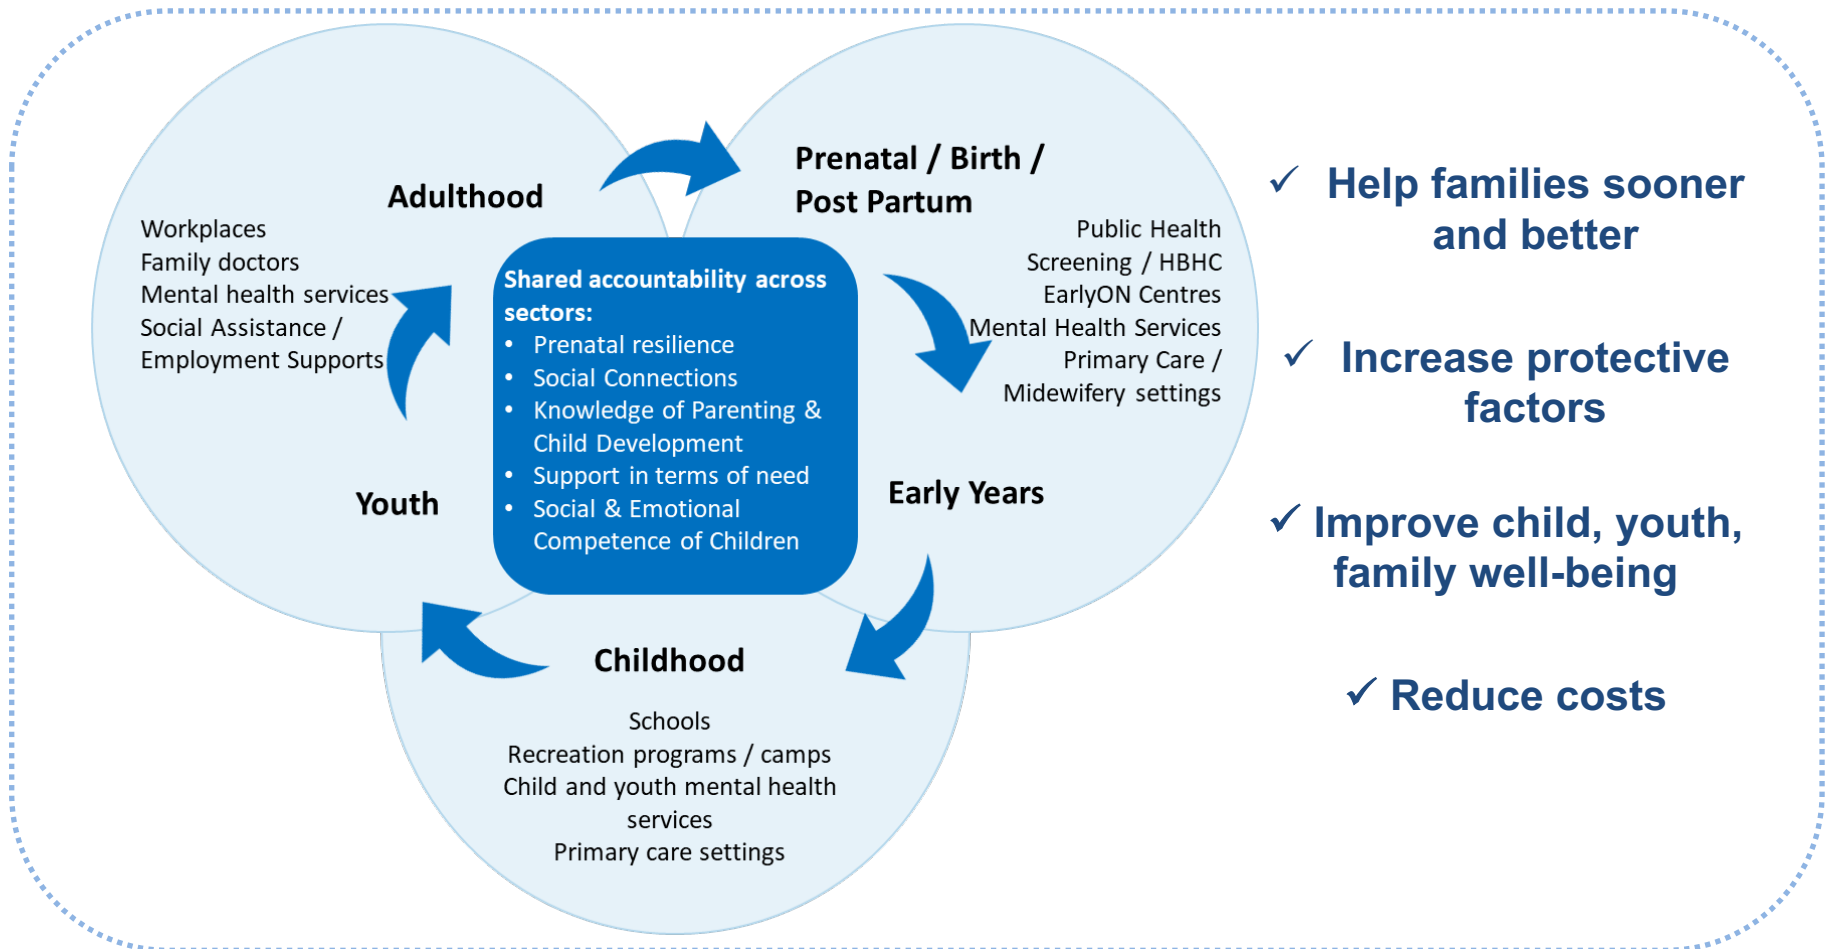 Adulthood
Workplaces
Family doctors
Mental health services
Social Assistance /
Employment Supports
Prenatal / Birth /
Post Partum
Public Health
Screening / HBHC
EarlyON Centres
Mental Health Services
Primary Care /
Midewifery settings
Shared accountability across
sectors:
• Prenatal resilience
• Social Connections
• Knowledge of Parenting &
Child Development
• Support in terms of need
• Social & Emotional
Competence of Children
Youth
Early Years
Childhood
Schools
Recreation programs / camps
Child and youth mental health
services
Primary care settings
✓ Help families sooner
and better
✓ Increase protective
factors
✓ Improve child, youth,
family well-being
✓ Reduce costs